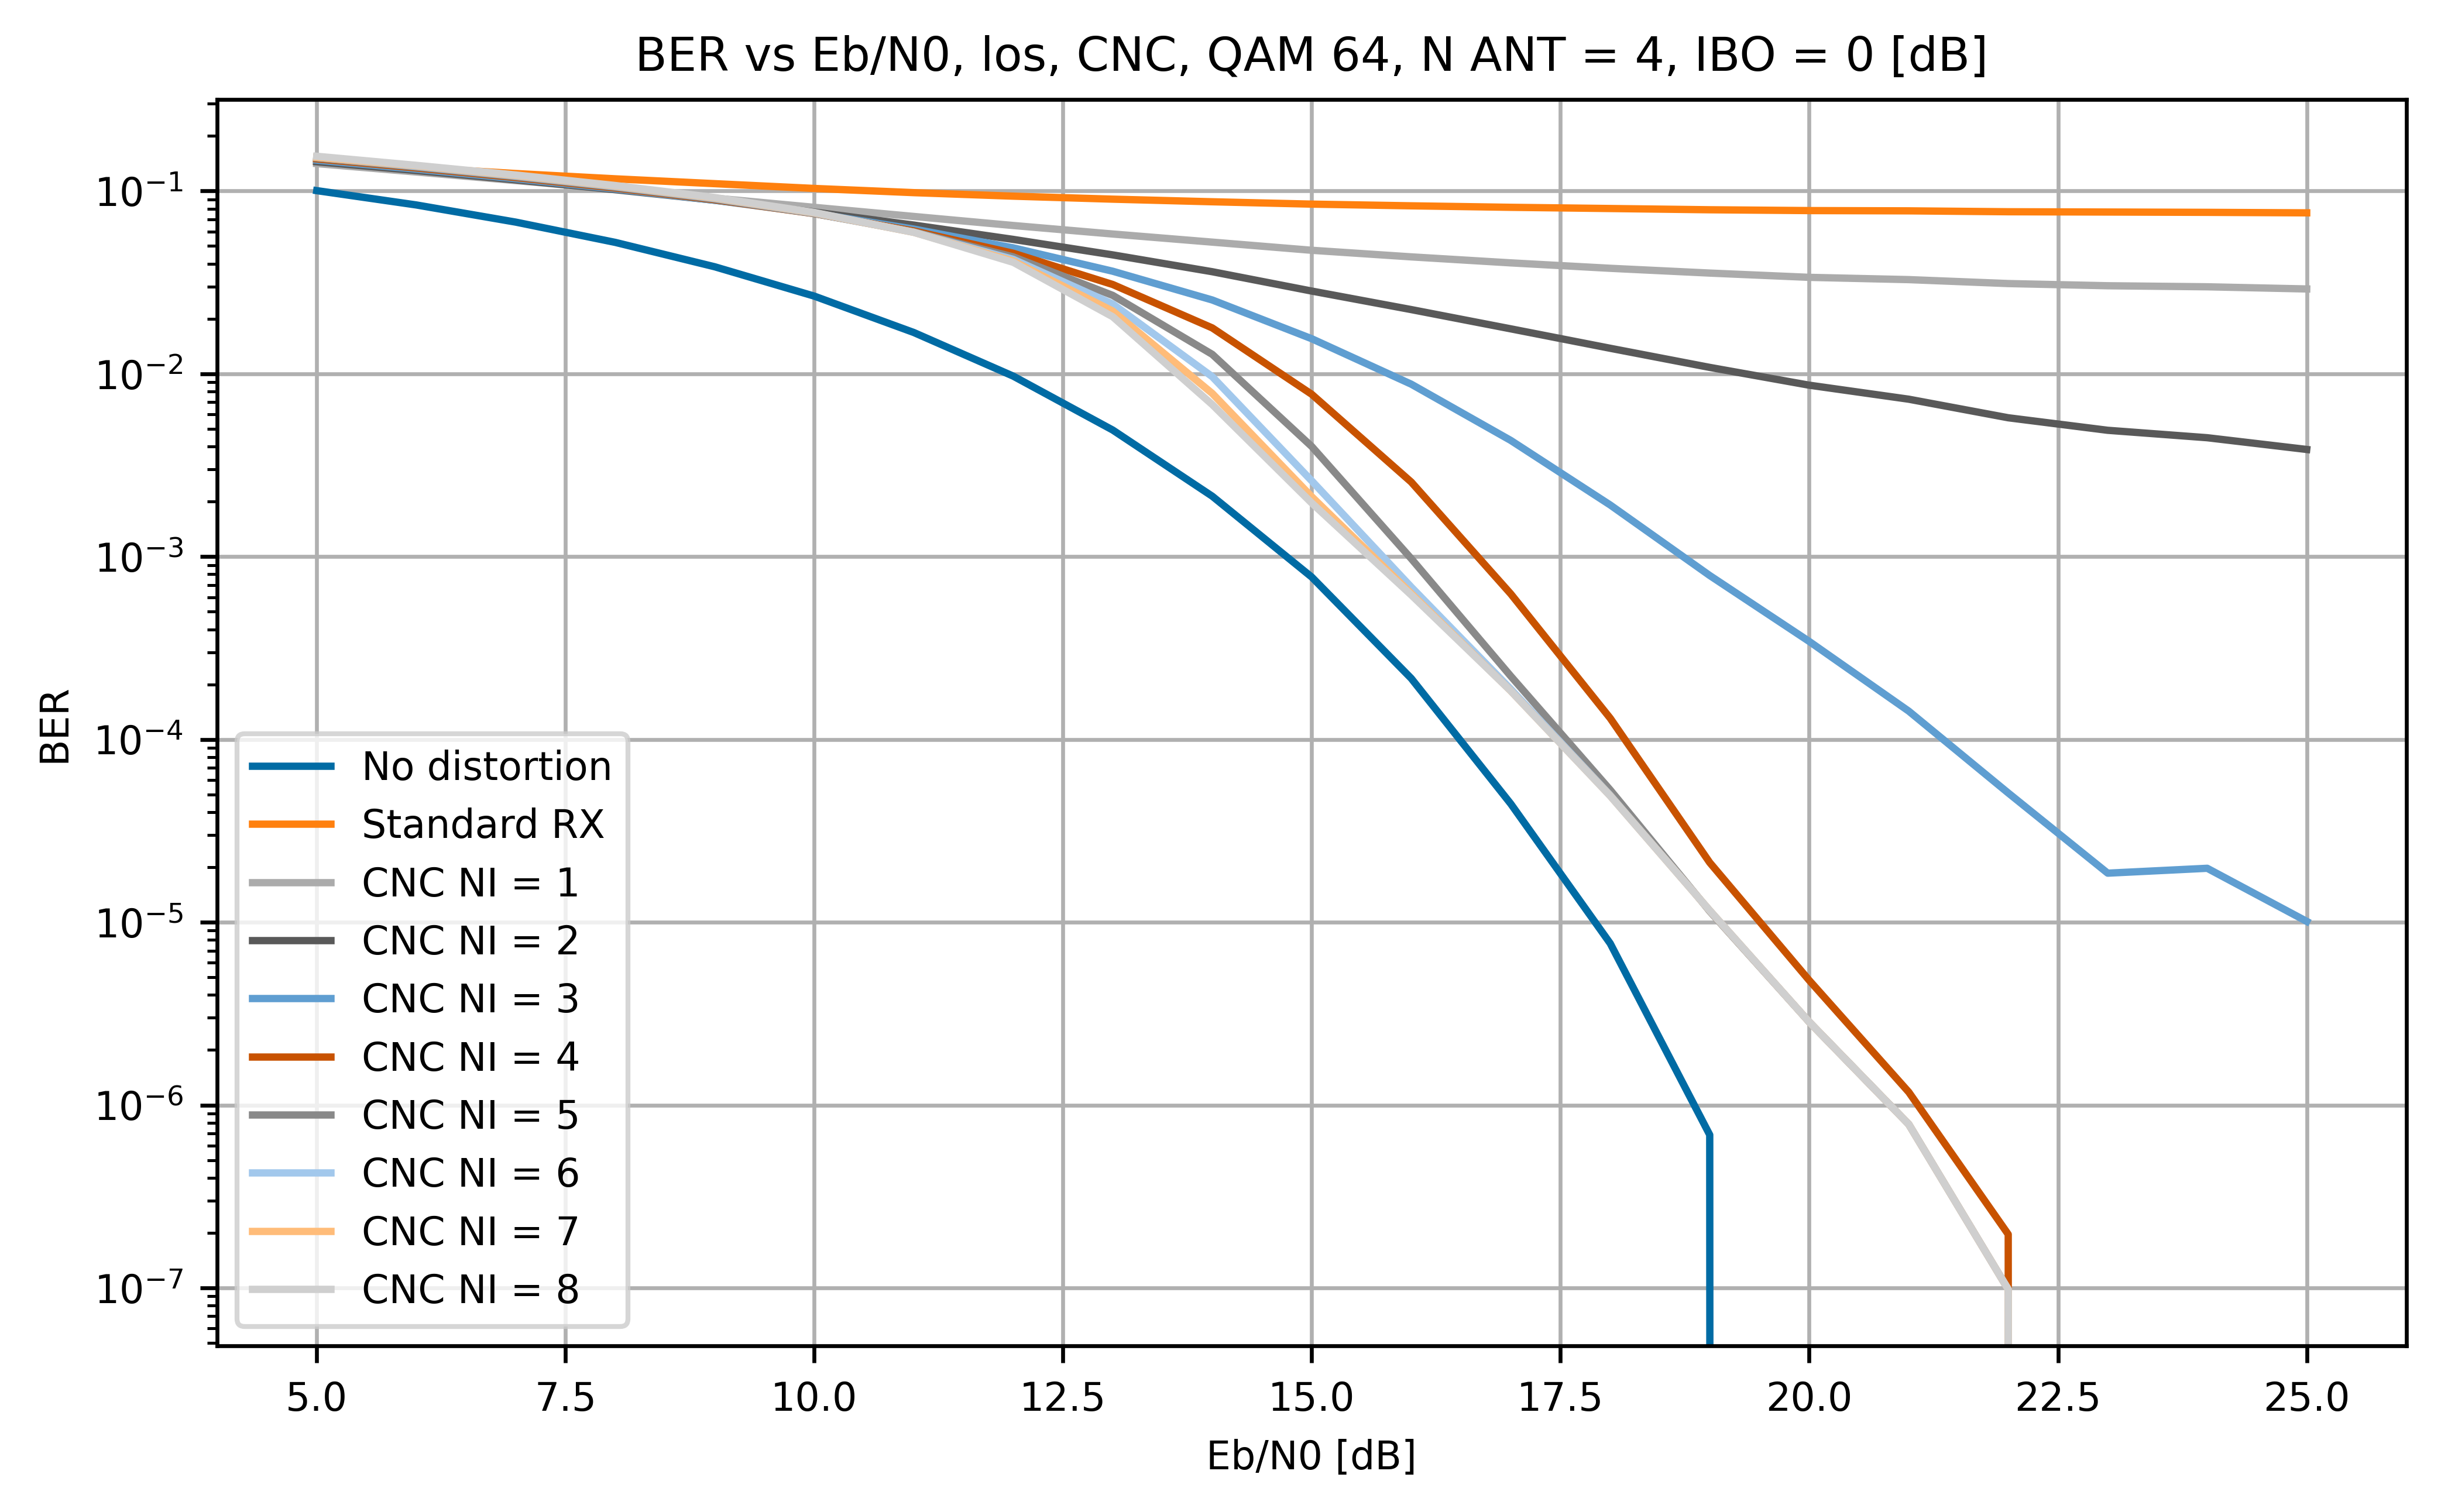 BER vs Eb/N0, los, CNC, QAM 64, N ANT = 4, IBO = 0 [dB]
BER
10⁻¹
10⁻²
10⁻³
10⁻⁴
10⁻⁵
10⁻⁶
10⁻⁷
No distortion
Standard RX
CNC NI = 1
CNC NI = 2
CNC NI = 3
CNC NI = 4
CNC NI = 5
CNC NI = 6
CNC NI = 7
CNC NI = 8
5.0 7.5 10.0 12.5 15.0 17.5 20.0 22.5 25.0
Eb/N0 [dB]